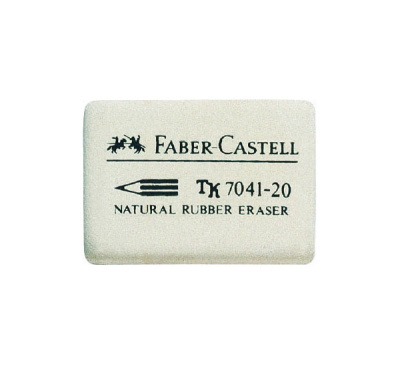 FABER-CASTELL
TK 7041-20
NATURAL RUBBER ERASER